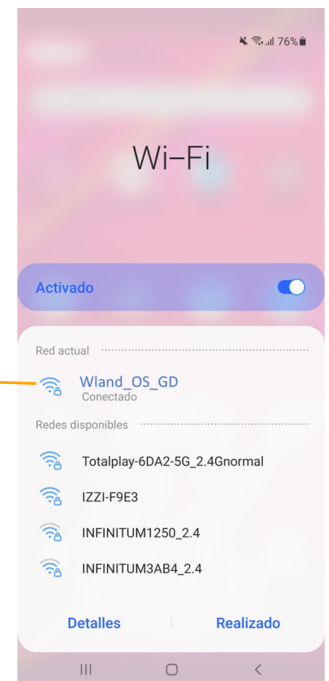 76%
Wi-Fi
Activado
Red actual
Wland_OS_GD
Conectado
Redes disponibles
Totalplay-6DA2-5G_2.4Gnormal
IZZI-F9E3
INFINITUM1250_2.4
INFINITUM3AB4_2.4
Detalles Realizado